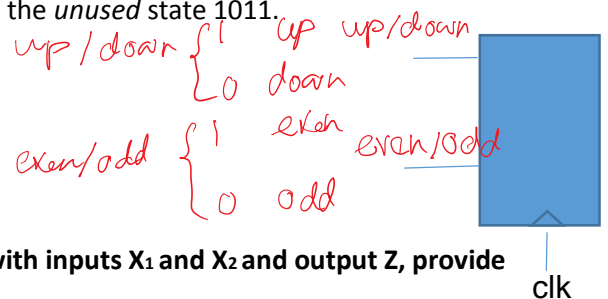 the unused state 1011.
up/down { 1 up up/down
0 down
even/odd { 1 even even/odd
0 odd
with inputs X1 and X2 and output Z, provide
clk